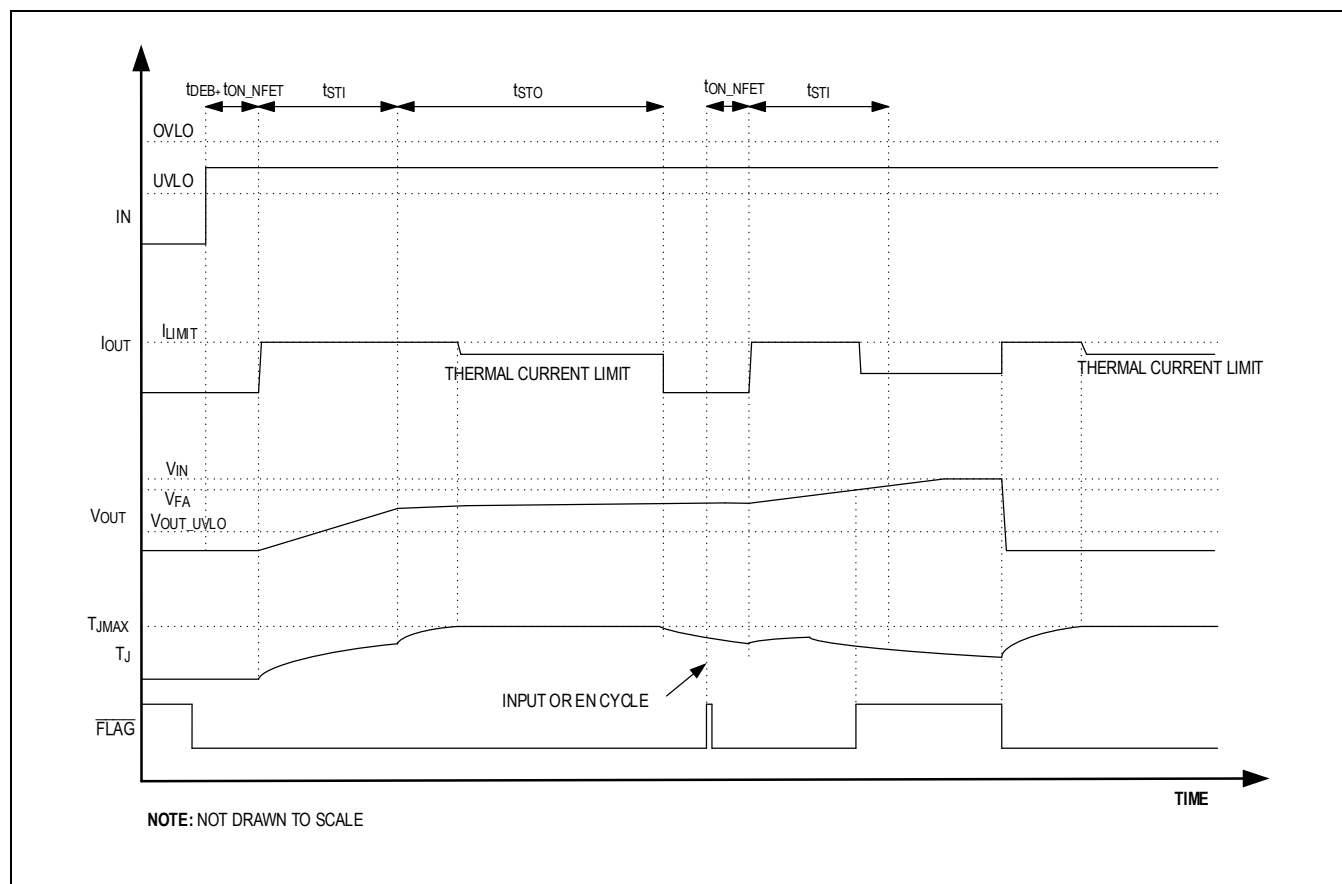 tDEB+ tON_NFET
tSTI
tSTO
tON_NFET
tSTI
OVLO
UVLO
IN
ILIMIT
IOUT
THERMAL CURRENT LIMIT
THERMAL CURRENT LIMIT
VIN
VFA
VOUT
VOUT_UVLO
TJMAX
TJ
INPUT OR EN CYCLE
FLAG
TIME
NOTE: NOT DRAWN TO SCALE